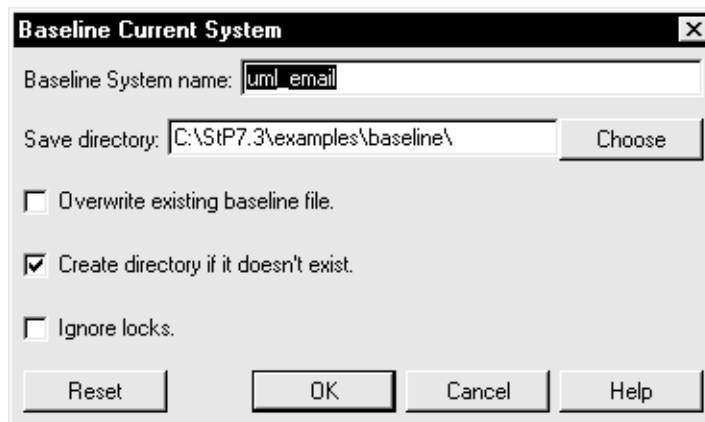 Baseline Current System
Baseline System name: uml_email
Save directory: C:\StP7.3\examples\baseline\ Choose
Overwrite existing baseline file.
Create directory if it doesn't exist.
Ignore locks.
Reset OK Cancel Help